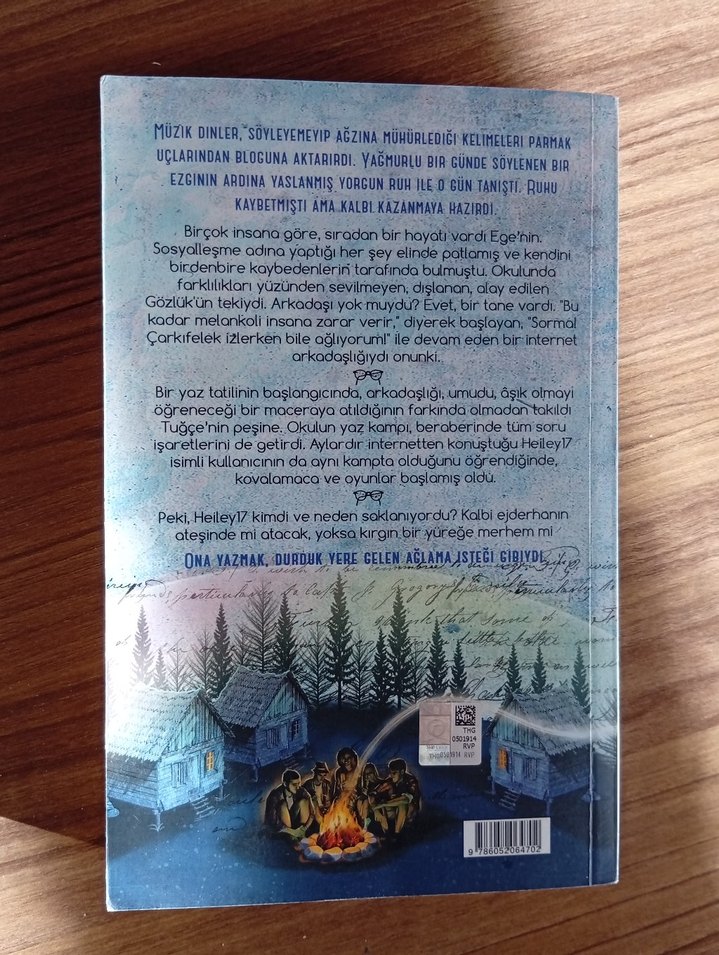 MÜZİK DİNLER, SÖYLEYEMEYİP AĞZINA MÜHÜRLEDİĞİ KELİMELERİ PARMAK
UÇLARINDAN BLOGUNA AKTARIRDI. YAĞMURLU BİR GÜNDE SÖYLENEN BİR
EZGİNİN ARDINA YASLANMIŞ YORGUN RUH İLE O GÜN TANIŞTI. RUHU
KAYBETMİŞTİ AMA KALBİ KAZANMAYA HAZIRDI.
Birçok insana göre, sıradan bir hayatı vardı Ege'nin.
Sosyalleşme adına yaptığı her şey elinde patlamış ve kendini
birdenbire kaybedenlerin tarafında bulmuştu. Okulunda
farklılıkları yüzünden sevilmeyen, dışlanan, alay edilen
Gözlük'ün tekiydi. Arkadaşı yok muydu? Evet, bir tane vardı. "Bu
kadar melankoli insana zarar verir," diyerek başlayan, "Sorma!
Çarkıfelek izlerken bile ağlıyorum!" ile devam eden bir internet
arkadaşlığıydı onunki.
Bir yaz tatilinin başlangıcında, arkadaşlığı, umudu, âşık olmayı
öğreneceği bir maceraya atıldığının farkında olmadan takıldı
Tuğçe'nin peşine. Okulun yaz kampı, beraberinde tüm soru
işaretlerini de getirdi. Aylardır internetten konuştuğu Heiley17
isimli kullanıcının da aynı kampta olduğunu öğrendiğinde,
kovalamaca ve oyunlar başlamış oldu.
Peki, Heiley17 kimdi ve neden saklanıyordu? Kalbi ejderhanın
ateşinde mi atacak, yoksa kırgın bir yüreğe merhem mi
ONA YAZMAK, DURDUK YERE GELEN AĞLAMA İSTEĞİ GİBİYDİ.
THG
0501914
RVP
0501914 RVP
9 786052 064702